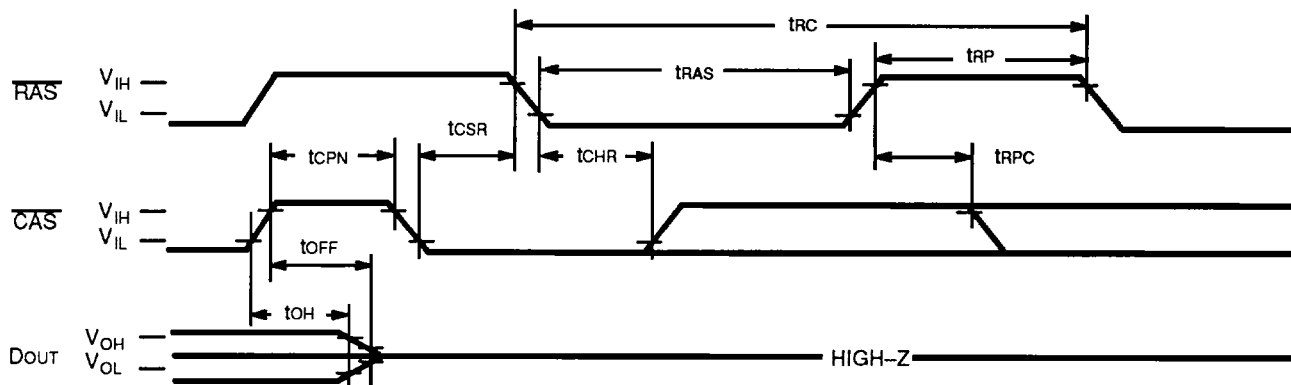 tRC
tRP
tRAS
RAS
VIH
VIL
tCSR
tCPN
tCHR
tRPC
CAS
VIH
VIL
tOFF
tOH
DOUT
VOH
VOL
HIGH–Z